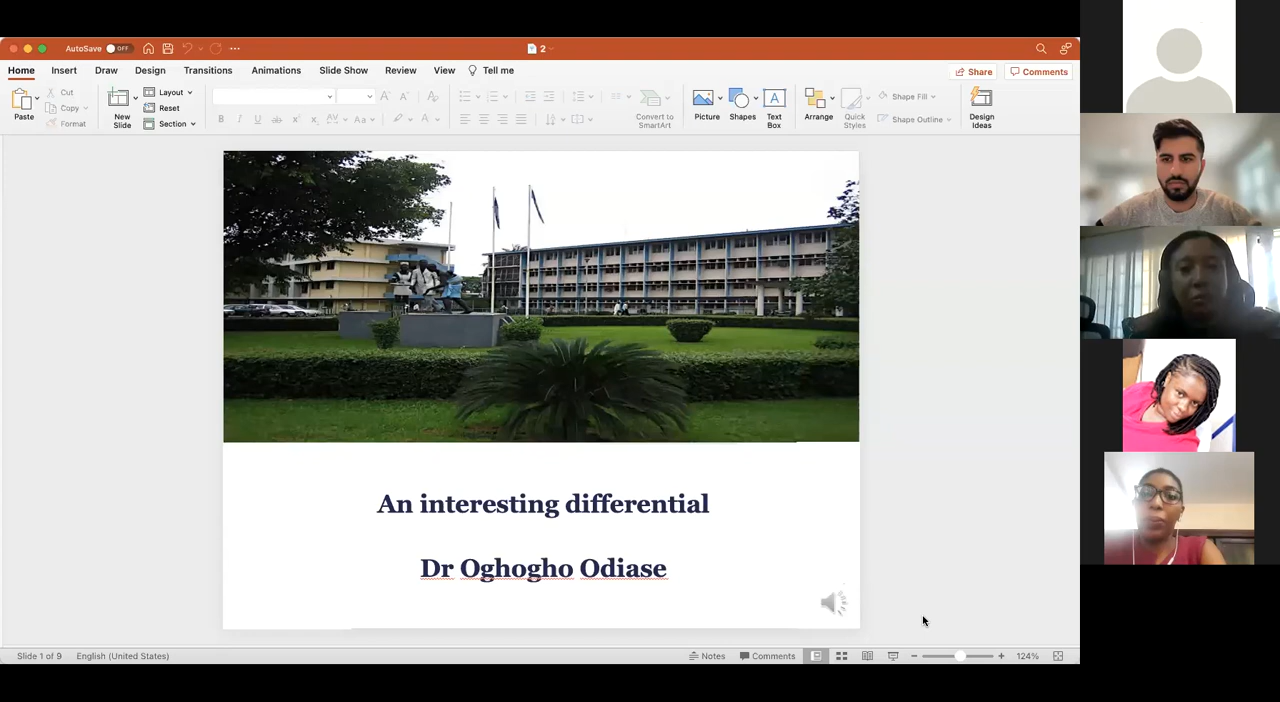 AutoSave OFF
2
Home Insert Draw Design Transitions Animations Slide Show Review View Tell me
Share Comments
Paste
Cut
Copy
Format
New
Slide
Layout
Reset
Section
B I U ab
Aa
A
Convert to
SmartArt
Picture
Shapes
Text
Box
Arrange
Quick
Styles
Shape Fill
Shape Outline
Design
Ideas
An interesting differential
Dr Oghogho Odiase
Slide 1 of 9 English (United States) Notes Comments 124%